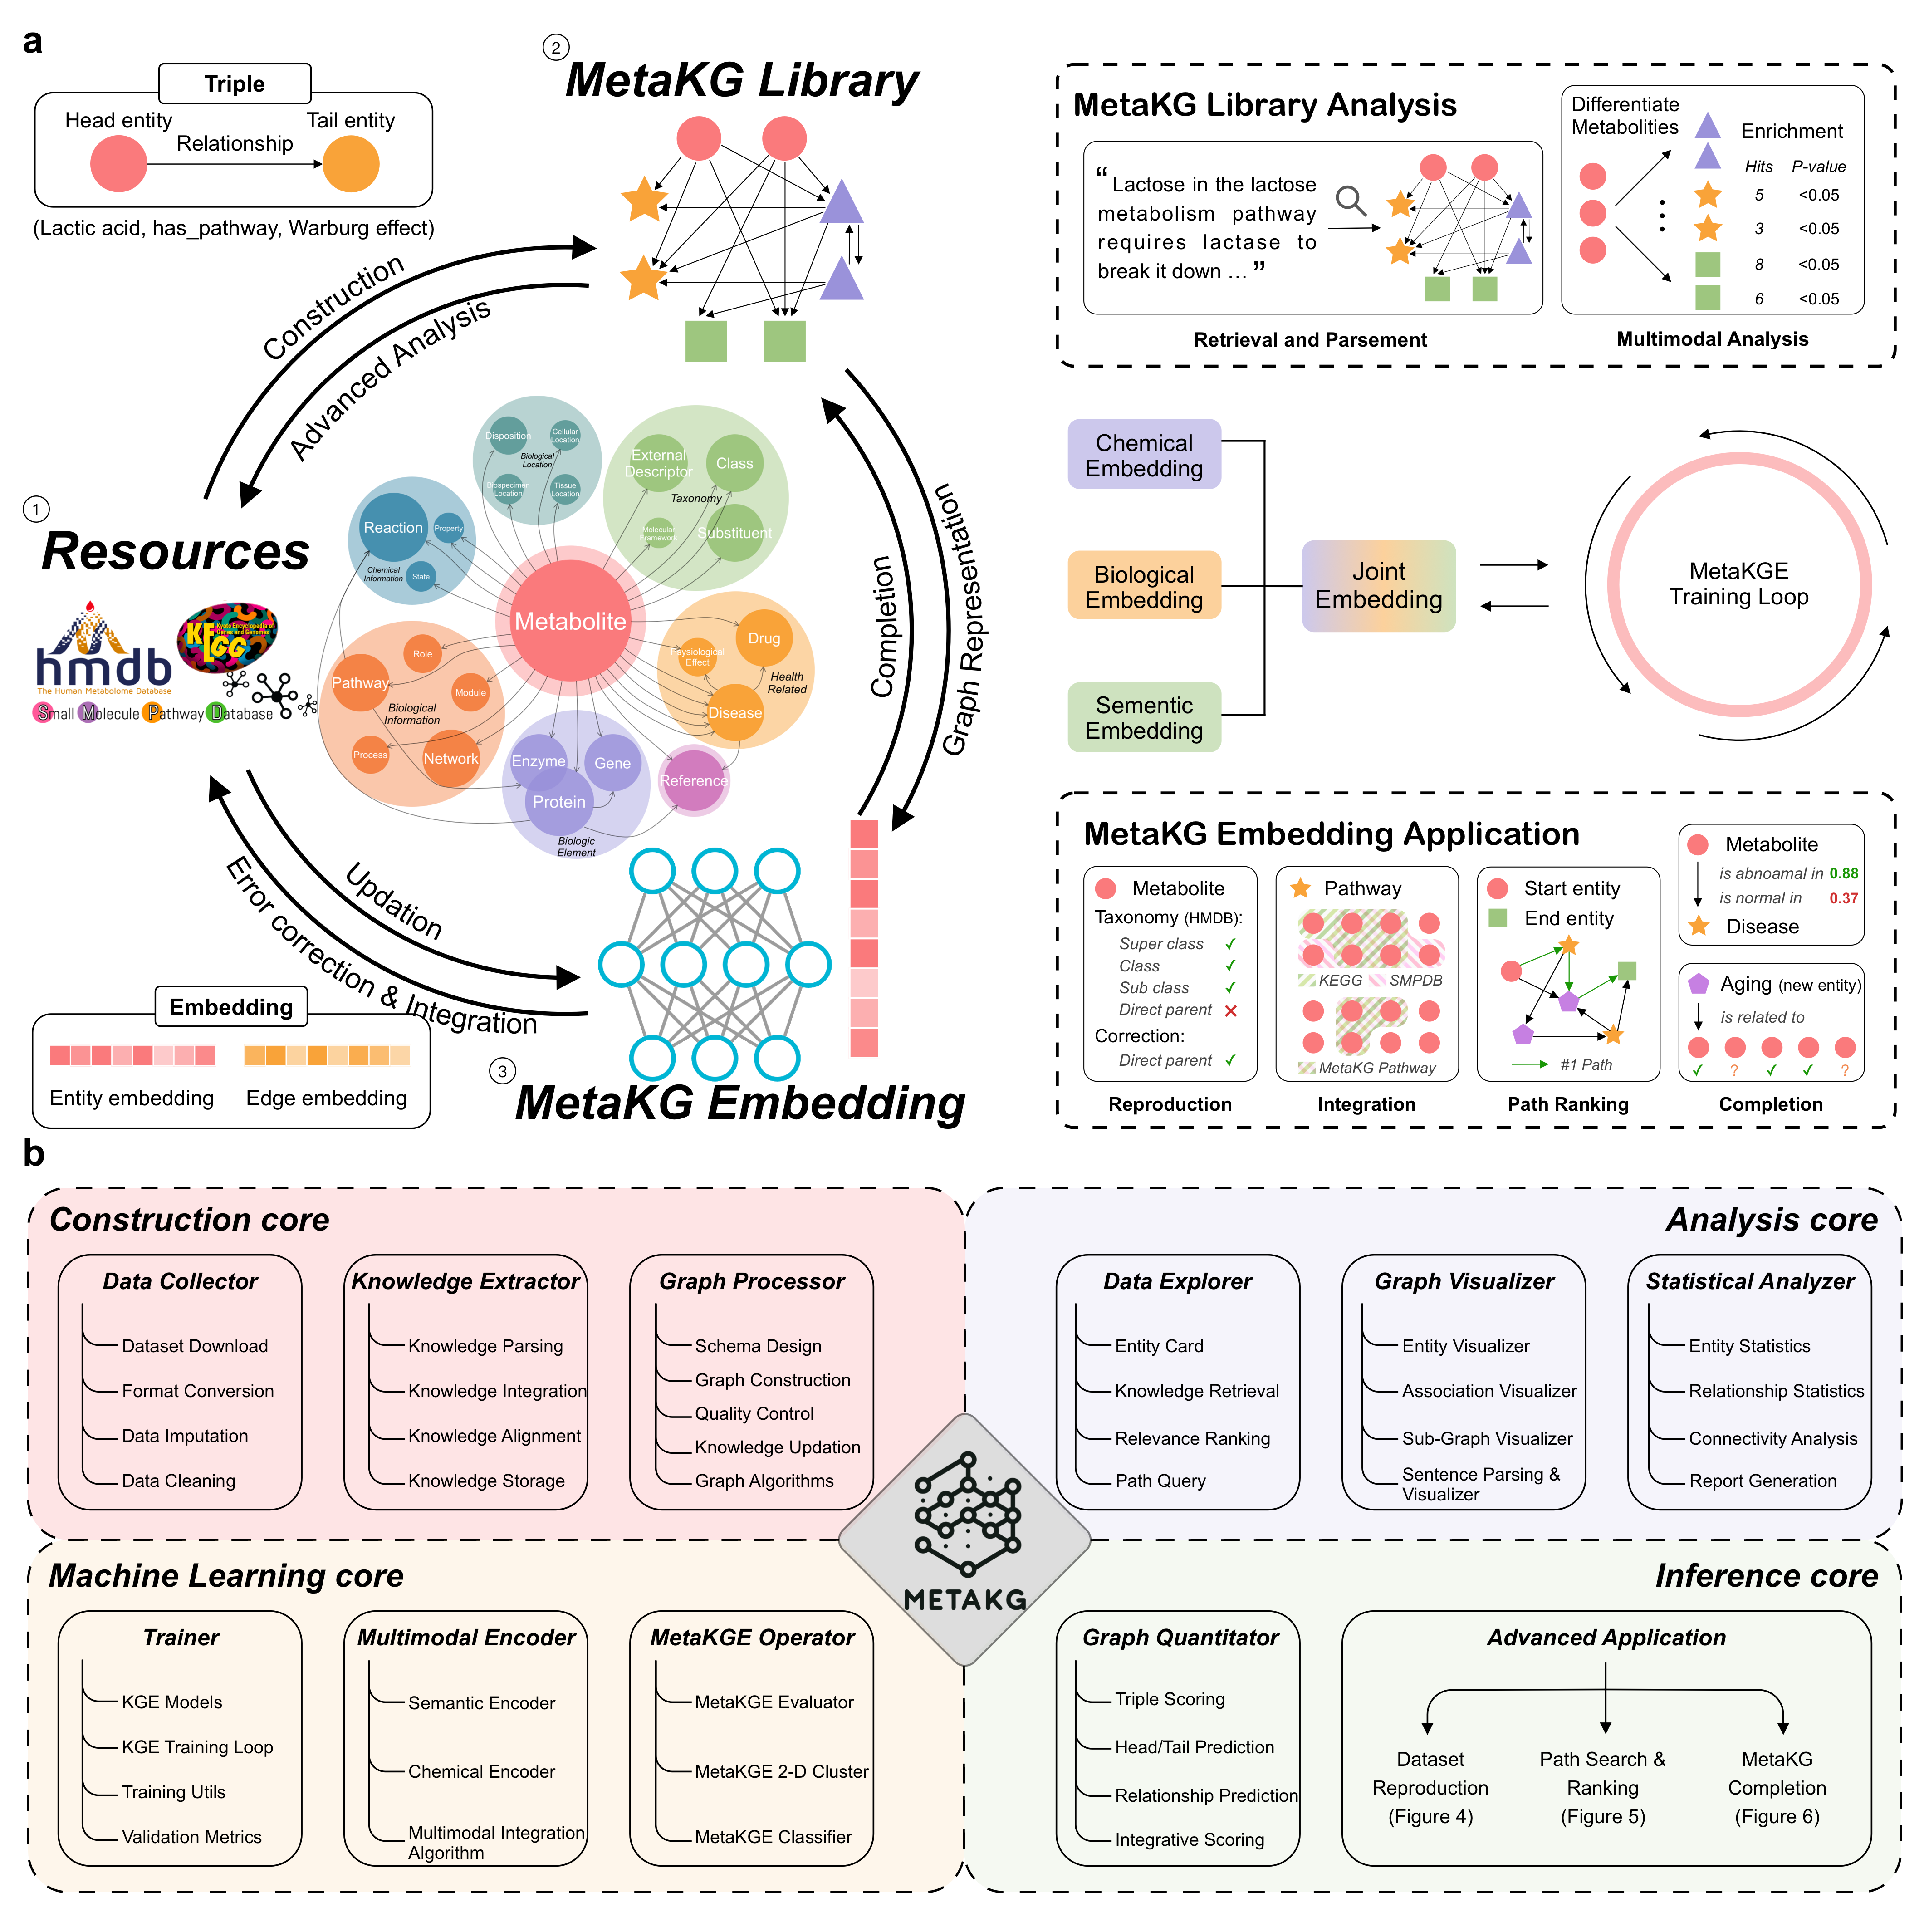 a
Triple
Head entity
Tail entity
Relationship
(Lactic acid, has_pathway, Warburg effect)
2
MetaKG Library
Construction
Advanced Analysis
1
Resources
hmdb
The Human Metabolome Database
KEGG
Kyoto Encyclopedia of
Genes and Genomes
Small Molecule Pathway Database
Disposition
Cellular
Location
Biological
Location
Biospecimen
Location
Tissue
Location
External
Descriptor
Class
Taxonomy
Molecular
Framework
Substituent
Reaction
Property
Chemical
Information
State
Metabolite
Role
Pathway
Module
Biological
Information
Process
Network
Drug
Physiological
Effect
Health
Related
Disease
Enzyme
Gene
Protein
Biologic
Element
Reference
Completion
Graph Representation
Updation
Error correction & Integration
Embedding
Entity embedding
Edge embedding
3
MetaKG Embedding
MetaKG Library Analysis
“ Lactose in the lactose
metabolism pathway
requires lactase to
break it down ... ”
Retrieval and Parsement
Differentiate
Metabolities
Enrichment
Hits P-value
5 <0.05
3 <0.05
8 <0.05
6 <0.05
Multimodal Analysis
Chemical
Embedding
Biological
Embedding
Sementic
Embedding
Joint
Embedding
MetaKGE
Training Loop
MetaKG Embedding Application
Metabolite
Taxonomy (HMDB):
Super class ✓
Class ✓
Sub class ✓
Direct parent ✕
Correction:
Direct parent ✓
Reproduction
Pathway
KEGG SMPDB
MetaKG Pathway
Integration
Start entity
End entity
#1 Path
Path Ranking
Metabolite
is abnoamal in 0.88
is normal in 0.37
Disease
Aging (new entity)
is related to
✓ ? ✓ ✓ ?
Completion
b
Construction core
Data Collector
Dataset Download
Format Conversion
Data Imputation
Data Cleaning
Knowledge Extractor
Knowledge Parsing
Knowledge Integration
Knowledge Alignment
Knowledge Storage
Graph Processor
Schema Design
Graph Construction
Quality Control
Knowledge Updation
Graph Algorithms
Analysis core
Data Explorer
Entity Card
Knowledge Retrieval
Relevance Ranking
Path Query
Graph Visualizer
Entity Visualizer
Association Visualizer
Sub-Graph Visualizer
Sentence Parsing &
Visualizer
Statistical Analyzer
Entity Statistics
Relationship Statistics
Connectivity Analysis
Report Generation
METAKG
Machine Learning core
Trainer
KGE Models
KGE Training Loop
Training Utils
Validation Metrics
Multimodal Encoder
Semantic Encoder
Chemical Encoder
Multimodal Integration
Algorithm
MetaKGE Operator
MetaKGE Evaluator
MetaKGE 2-D Cluster
MetaKGE Classifier
Inference core
Graph Quantitator
Triple Scoring
Head/Tail Prediction
Relationship Prediction
Integrative Scoring
Advanced Application
Dataset
Reproduction
(Figure 4)
Path Search &
Ranking
(Figure 5)
MetaKG
Completion
(Figure 6)